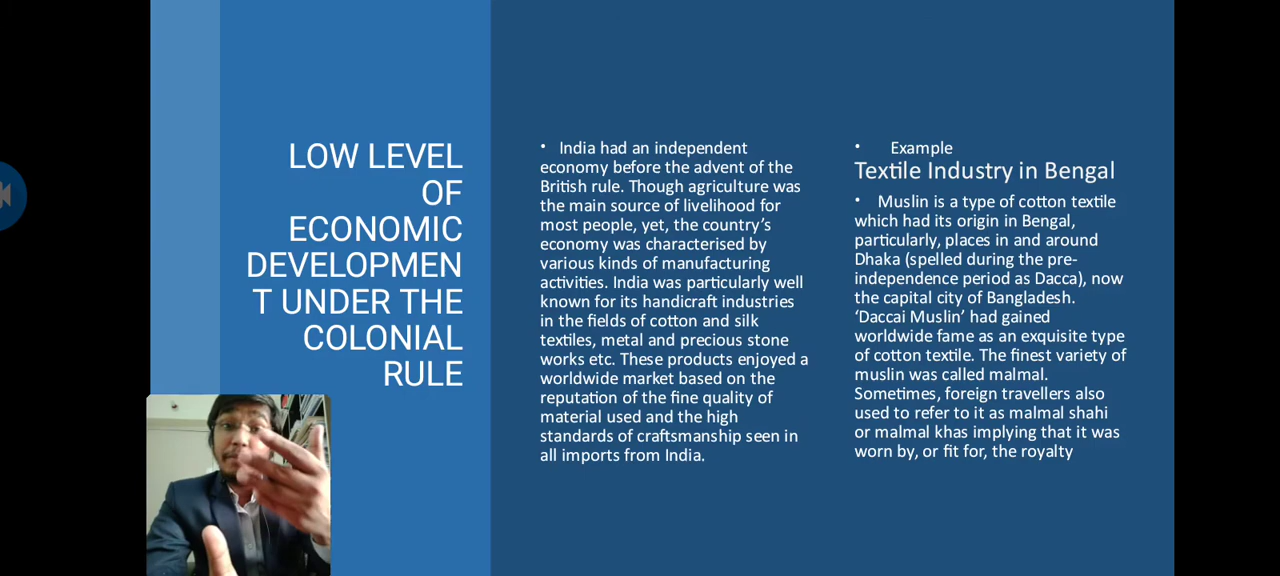 LOW LEVEL
OF
ECONOMIC
DEVELOPMEN
T UNDER THE
COLONIAL
RULE
• India had an independent
economy before the advent of the
British rule. Though agriculture was
the main source of livelihood for
most people, yet, the country’s
economy was characterised by
various kinds of manufacturing
activities. India was particularly well
known for its handicraft industries
in the fields of cotton and silk
textiles, metal and precious stone
works etc. These products enjoyed a
worldwide market based on the
reputation of the fine quality of
material used and the high
standards of craftsmanship seen in
all imports from India.
• Example
Textile Industry in Bengal
• Muslin is a type of cotton textile
which had its origin in Bengal,
particularly, places in and around
Dhaka (spelled during the pre-
independence period as Dacca), now
the capital city of Bangladesh.
‘Daccai Muslin’ had gained
worldwide fame as an exquisite type
of cotton textile. The finest variety of
muslin was called malmal.
Sometimes, foreign travellers also
used to refer to it as malmal shahi
or malmal khas implying that it was
worn by, or fit for, the royalty